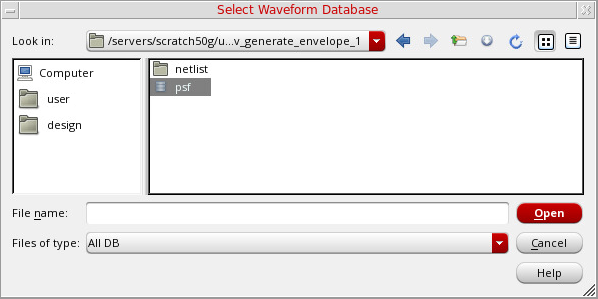 Select Waveform Database
Look in: /servers/scratch50g/u...v_generate_envelope_1
Computer
user
design
netlist
psf
File name:
Open
Files of type: All DB
Cancel
Help